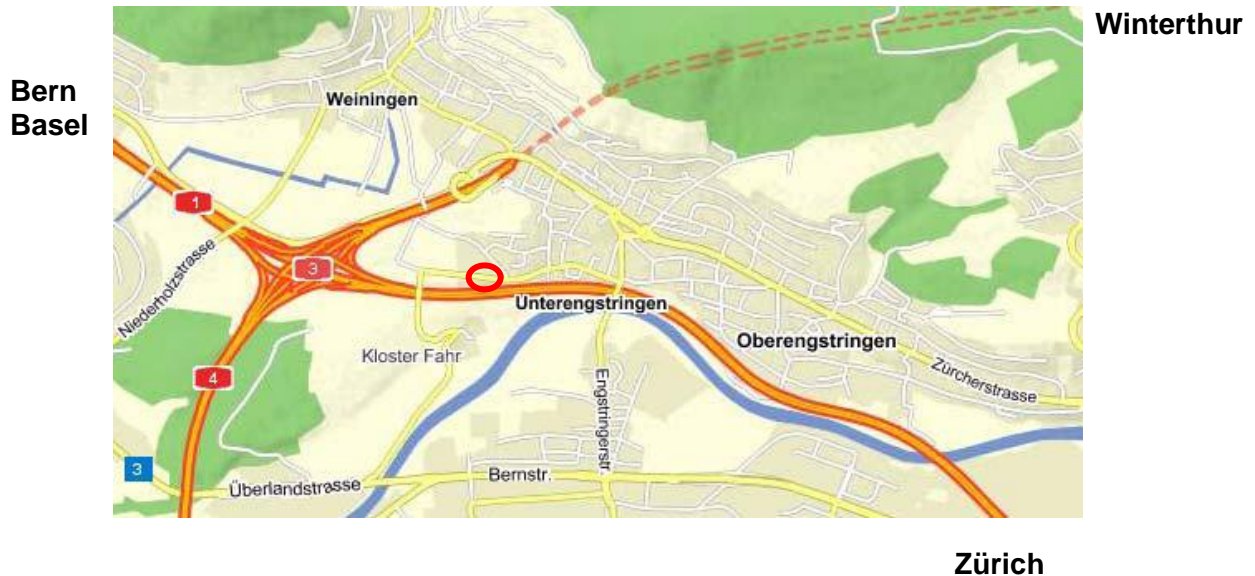 Winterthur
Bern
Basel
Weiningen
1
3
Niederholzstrasse
Unterengstringen
Oberengstringen
Kloster Fahr
4
Zürcherstrasse
Engstringerstr.
3
Bernstr.
Überlandstrasse
Zürich